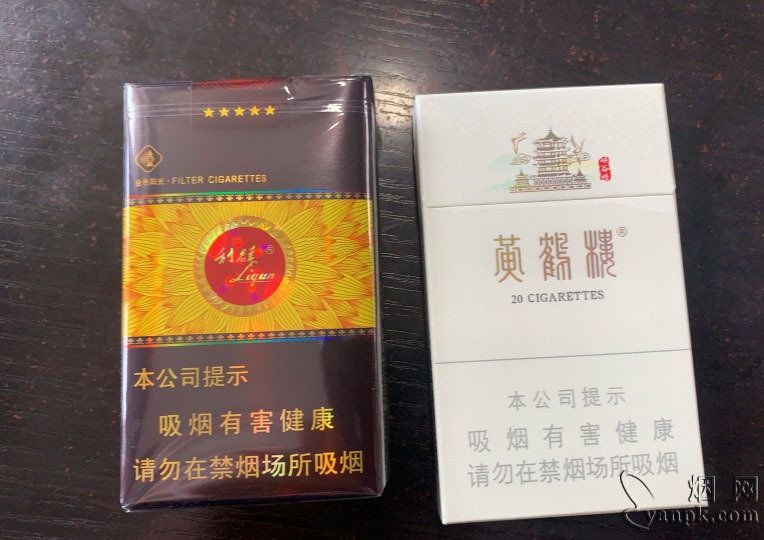 金色阳光·FILTER CIGARETTES
利群®
Liqun
本公司提示
吸烟有害健康
请勿在禁烟场所吸烟
峡谷情
黄鹤楼®
20 CIGARETTES
本公司提示
吸烟有害健康
请勿在禁烟场所吸烟
烟网
yanpk.com